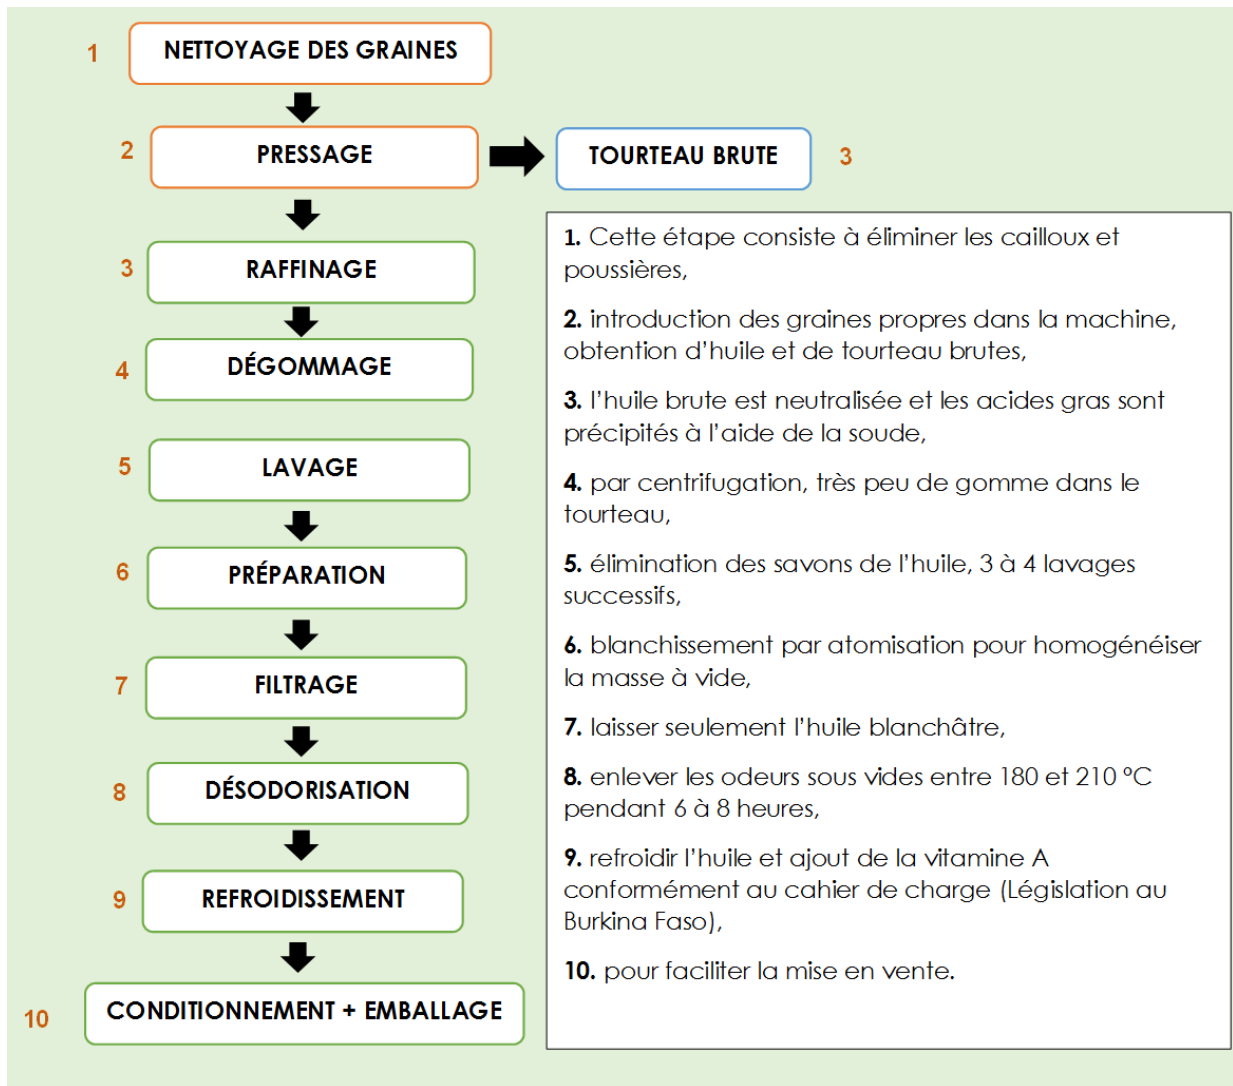 1 NETTOYAGE DES GRAINES
2 PRESSAGE
TOURTEAU BRUTE 3
3 RAFFINAGE
4 DÉGOMMAGE
5 LAVAGE
6 PRÉPARATION
7 FILTRAGE
8 DÉSODORISATION
9 REFROIDISSEMENT
10 CONDITIONNEMENT + EMBALLAGE
1. Cette étape consiste à éliminer les cailloux et
poussières,
2. introduction des graines propres dans la machine,
obtention d'huile et de tourteau brutes,
3. l'huile brute est neutralisée et les acides gras sont
précipités à l'aide de la soude,
4. par centrifugation, très peu de gomme dans le
tourteau,
5. élimination des savons de l'huile, 3 à 4 lavages
successifs,
6. blanchissement par atomisation pour homogénéiser
la masse à vide,
7. laisser seulement l'huile blanchâtre,
8. enlever les odeurs sous vides entre 180 et 210 ºC
pendant 6 à 8 heures,
9. refroidir l'huile et ajout de la vitamine A
conformément au cahier de charge (Législation au
Burkina Faso),
10. pour faciliter la mise en vente.